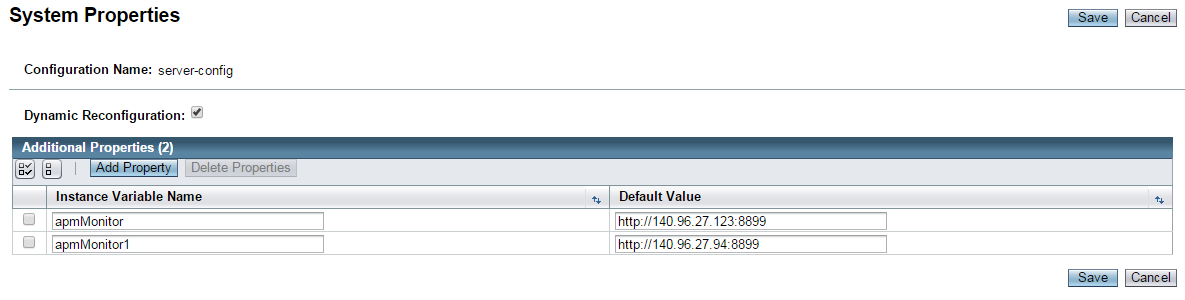 System Properties
Save Cancel
Configuration Name: server-config
Dynamic Reconfiguration:
Additional Properties (2)
Add Property Delete Properties
Instance Variable Name Default Value
apmMonitor http://140.96.27.123:8899
apmMonitor1 http://140.96.27.94:8899
Save Cancel